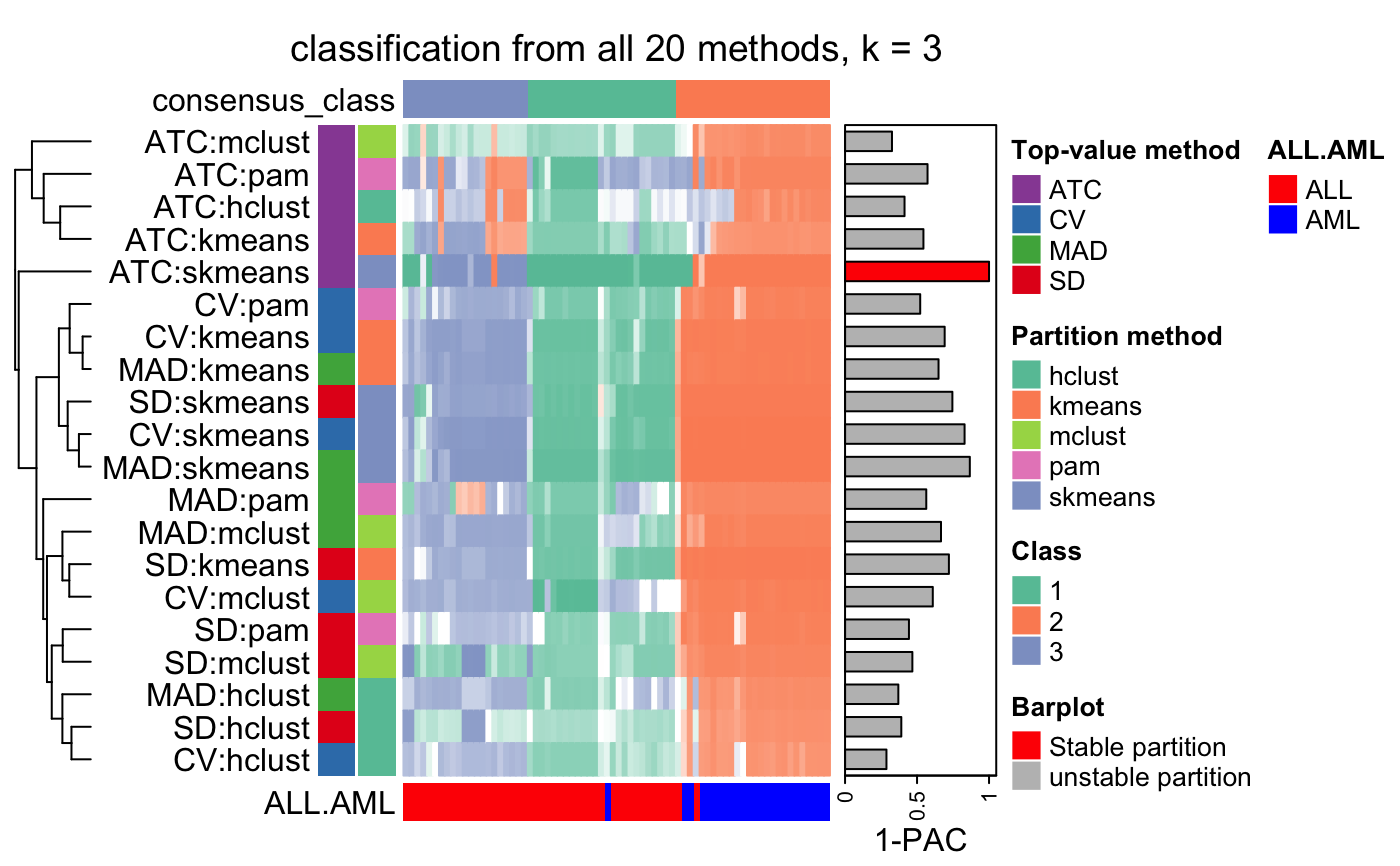 classification from all 20 methods, k = 3
consensus_class
ATC:mclust
ATC:pam
ATC:hclust
ATC:kmeans
ATC:skmeans
CV:pam
CV:kmeans
MAD:kmeans
SD:skmeans
CV:skmeans
MAD:skmeans
MAD:pam
MAD:mclust
SD:kmeans
CV:mclust
SD:pam
SD:mclust
MAD:hclust
SD:hclust
CV:hclust
ALL.AML
0
0.5
1
1-PAC
Top-value method
ATC
CV
MAD
SD
Partition method
hclust
kmeans
mclust
pam
skmeans
Class
1
2
3
Barplot
Stable partition
unstable partition
ALL.AML
ALL
AML